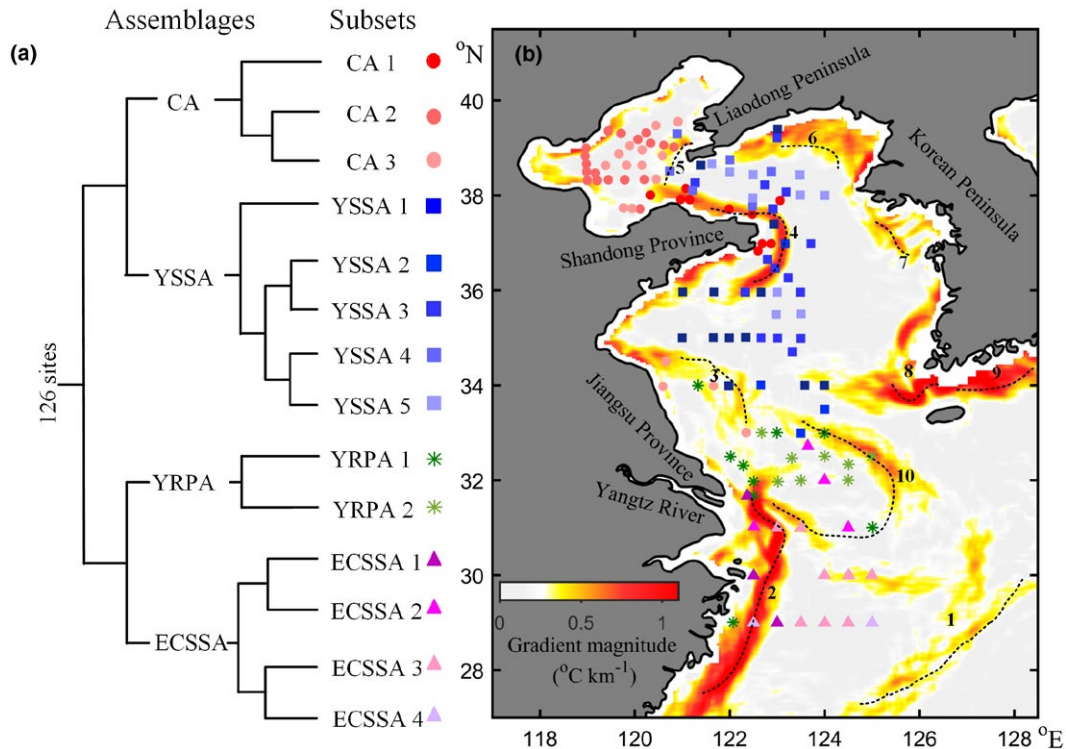 Assemblages Subsets
(a)
CA
YSSA
YRPA
ECSSA
126 sites
CA 1
CA 2
CA 3
YSSA 1
YSSA 2
YSSA 3
YSSA 4
YSSA 5
YRPA 1
YRPA 2
ECSSA 1
ECSSA 2
ECSSA 3
ECSSA 4
(b)
°N
40
38
36
34
32
30
28
Liaodong Peninsula
Korean Peninsula
Shandong Province
Jiangsu Province
Yangtz River
6
5
4
7
3
8
9
10
2
1
0 0.5 1
Gradient magnitude
(°C km-1)
118 120 122 124 126 128 °E